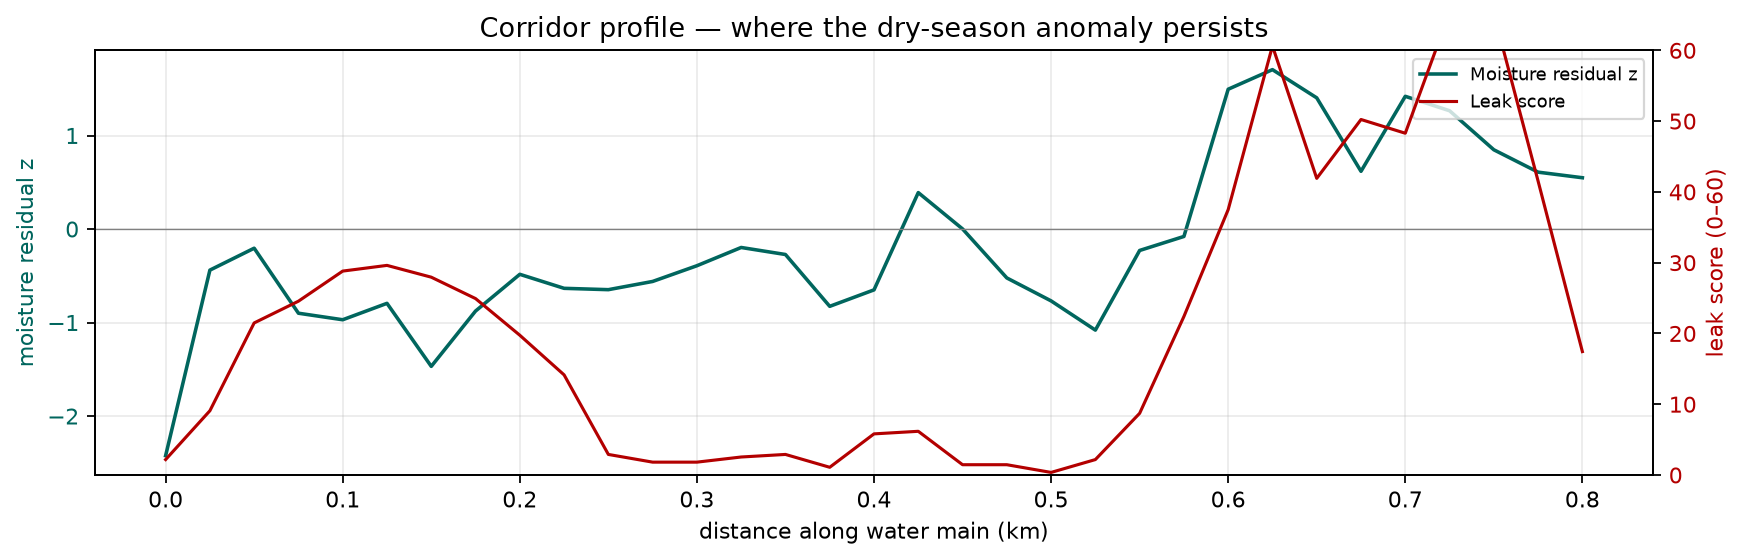 Corridor profile — where the dry-season anomaly persists
moisture residual z
1
0
−1
−2
Moisture residual z
Leak score
60
50
40
30
20
10
0
leak score (0–60)
0.0 0.1 0.2 0.3 0.4 0.5 0.6 0.7 0.8
distance along water main (km)